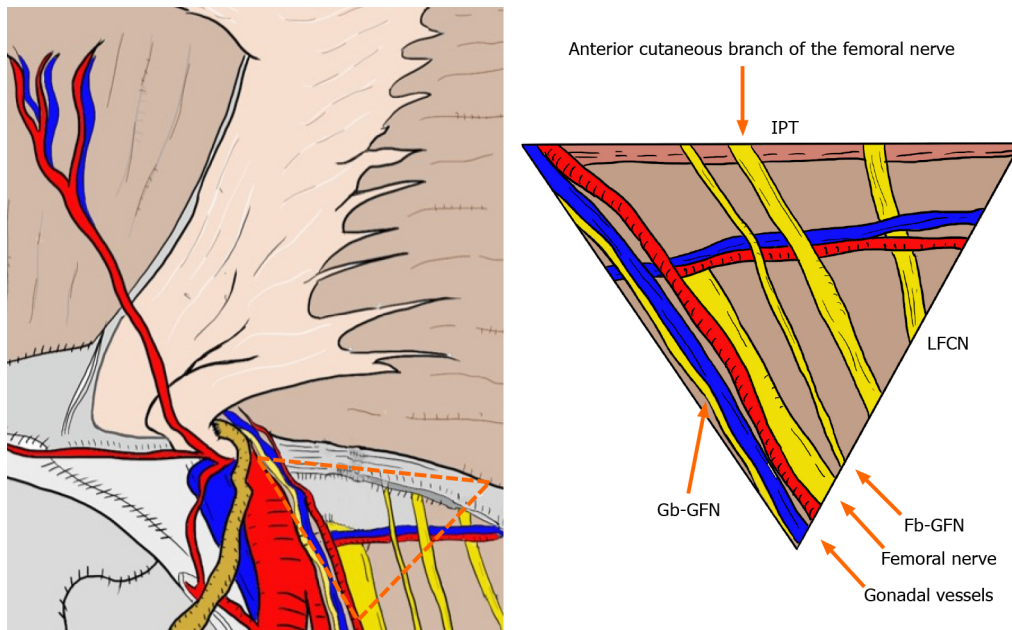 Anterior cutaneous branch of the femoral nerve
IPT
LFCN
Gb-GFN
Fb-GFN
Femoral nerve
Gonadal vessels